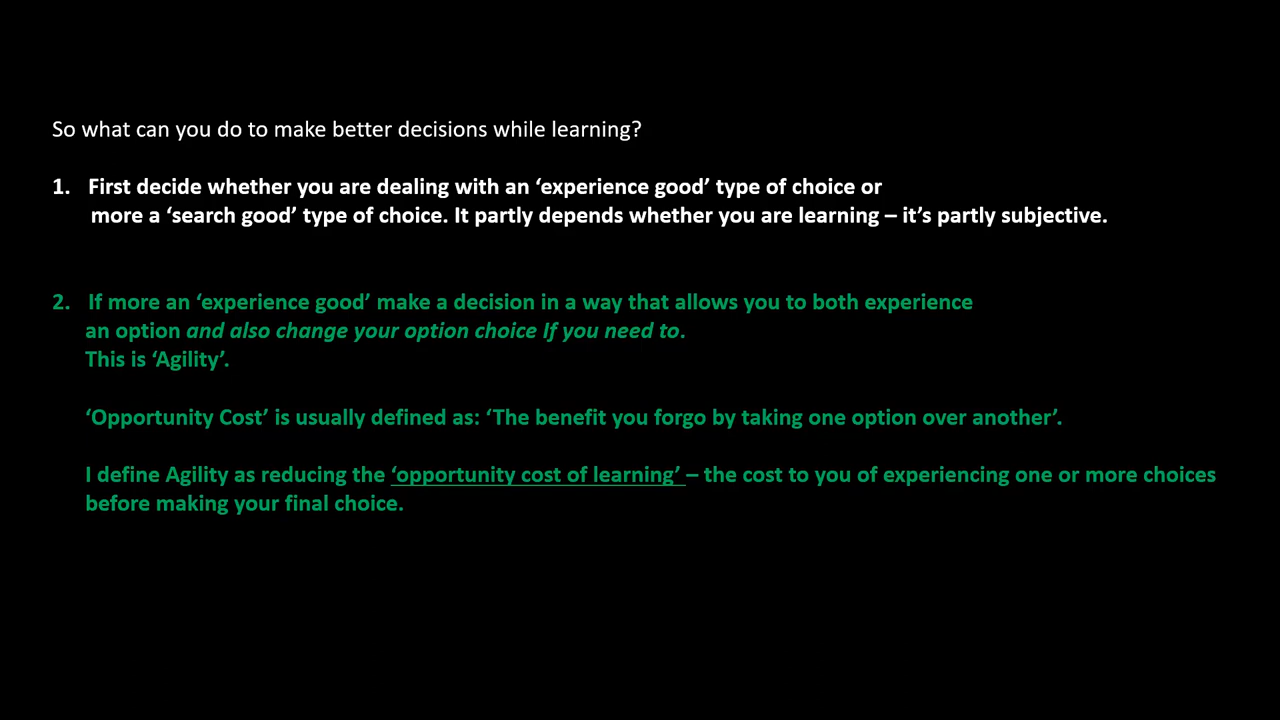 So what can you do to make better decisions while learning?
1. First decide whether you are dealing with an ‘experience good’ type of choice or
more a ‘search good’ type of choice. It partly depends whether you are learning – it’s partly subjective.
2. If more an ‘experience good’ make a decision in a way that allows you to both experience
an option and also change your option choice If you need to.
This is ‘Agility’.
‘Opportunity Cost’ is usually defined as: ‘The benefit you forgo by taking one option over another’.
I define Agility as reducing the ‘opportunity cost of learning’ – the cost to you of experiencing one or more choices
before making your final choice.